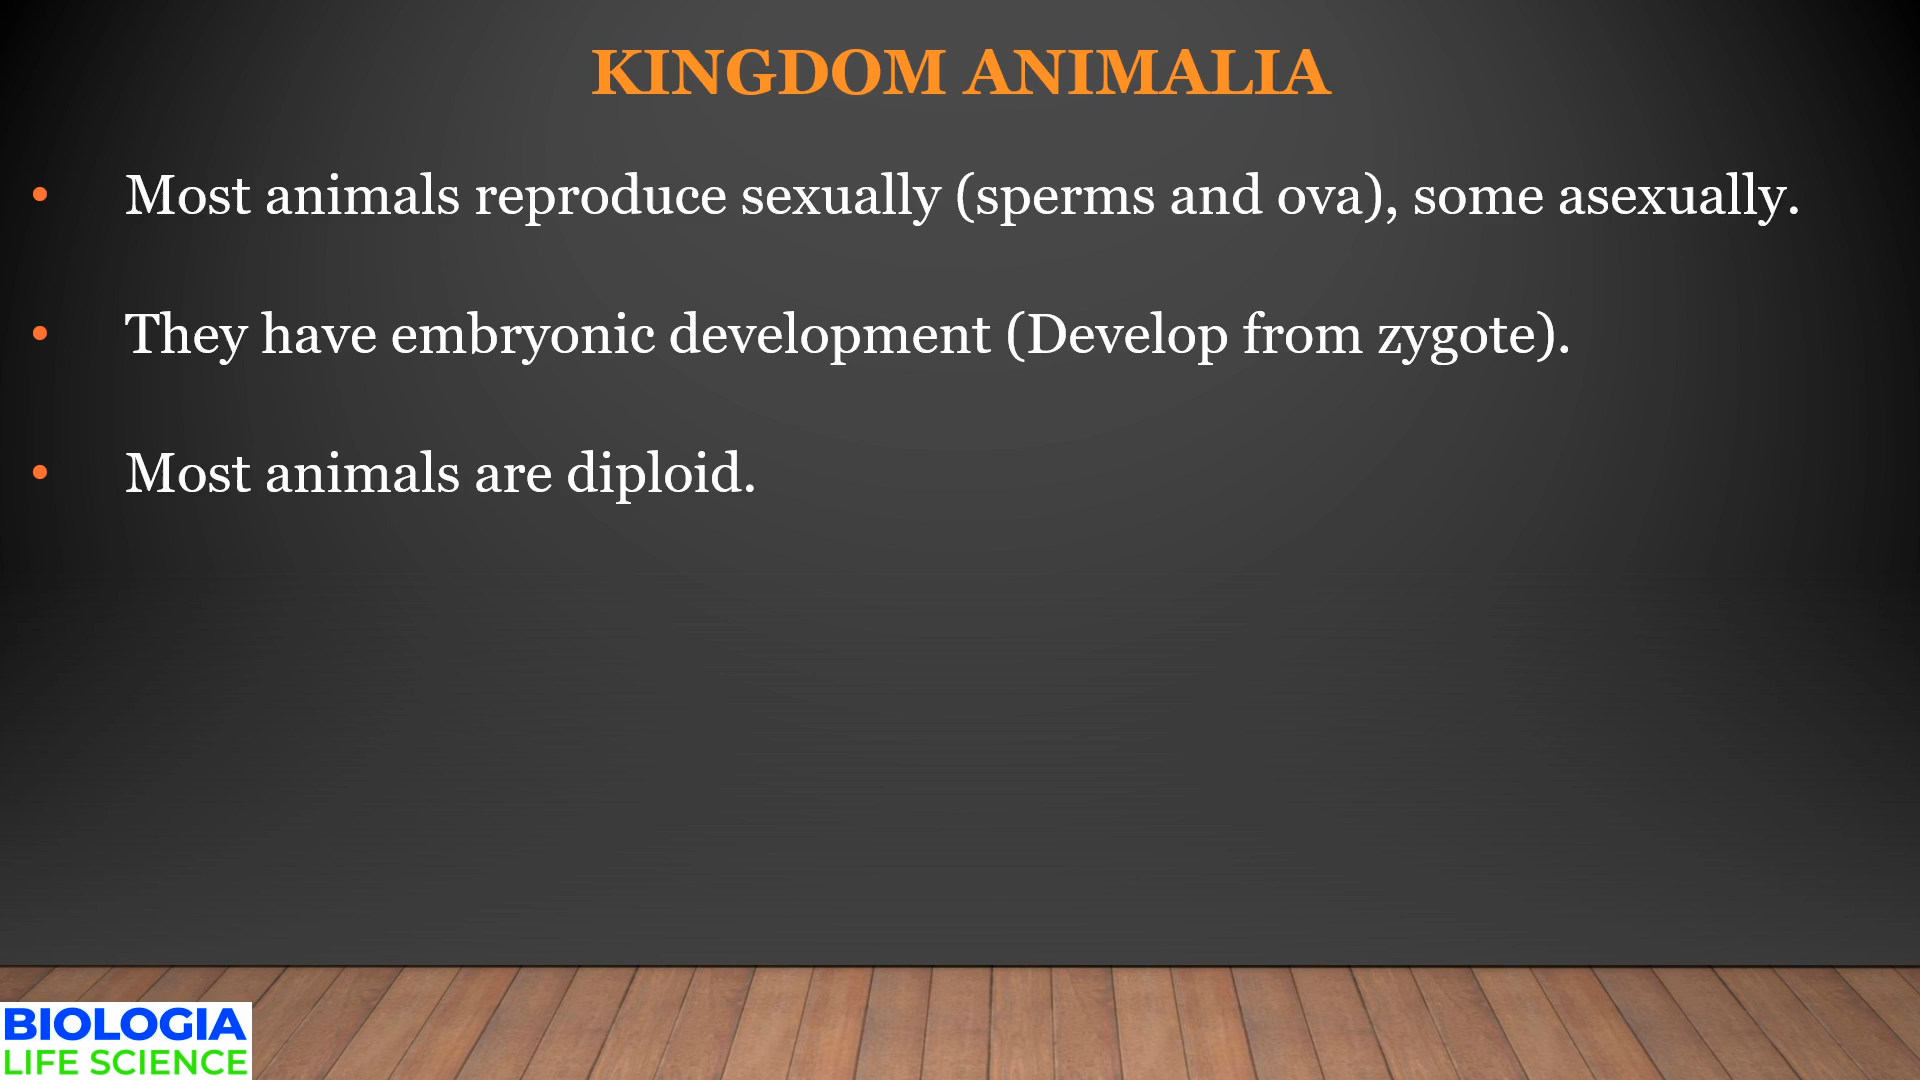 KINGDOM ANIMALIA
• Most animals reproduce sexually (sperms and ova), some asexually.
• They have embryonic development (Develop from zygote).
• Most animals are diploid.
BIOLOGIA
LIFE SCIENCE